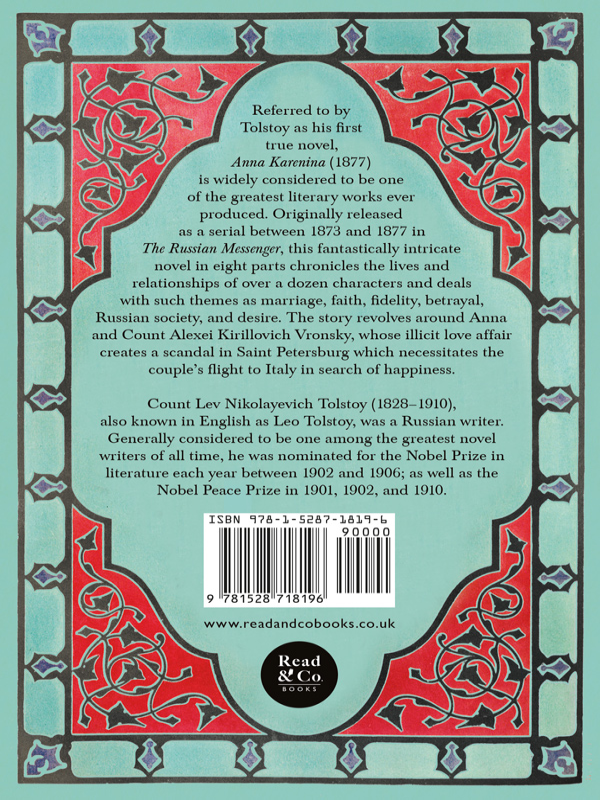 Referred to by
Tolstoy as his first
true novel,
Anna Karenina (1877)
is widely considered to be one
of the greatest literary works ever
produced. Originally released
as a serial between 1873 and 1877 in
The Russian Messenger, this fantastically intricate
novel in eight parts chronicles the lives and
relationships of over a dozen characters and deals
with such themes as marriage, faith, fidelity, betrayal,
Russian society, and desire. The story revolves around Anna
and Count Alexei Kirillovich Vronsky, whose illicit love affair
creates a scandal in Saint Petersburg which necessitates the
couple's flight to Italy in search of happiness.
Count Lev Nikolayevich Tolstoy (1828–1910),
also known in English as Leo Tolstoy, was a Russian writer.
Generally considered to be one among the greatest novel
writers of all time, he was nominated for the Nobel Prize in
literature each year between 1902 and 1906; as well as the
Nobel Peace Prize in 1901, 1902, and 1910.
ISBN 978-1-5287-1819-6
90000
9 781528 718196
www.readandcobooks.co.uk
Read
& Co.
BOOKS